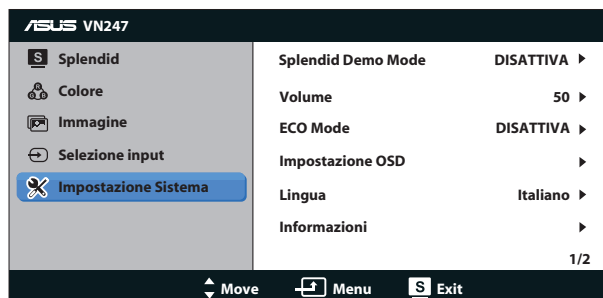 ASUS VN247
S Splendid
Colore
Immagine
Selezione input
Impostazione Sistema
Splendid Demo Mode DISATTIVA
Volume 50
ECO Mode DISATTIVA
Impostazione OSD
Lingua Italiano
Informazioni
1/2
Move Menu S Exit